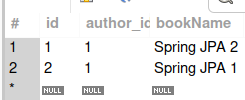 # id author_id bookName
1 1 1 Spring JPA 2
2 2 1 Spring JPA 1
* NULL NULL NULL